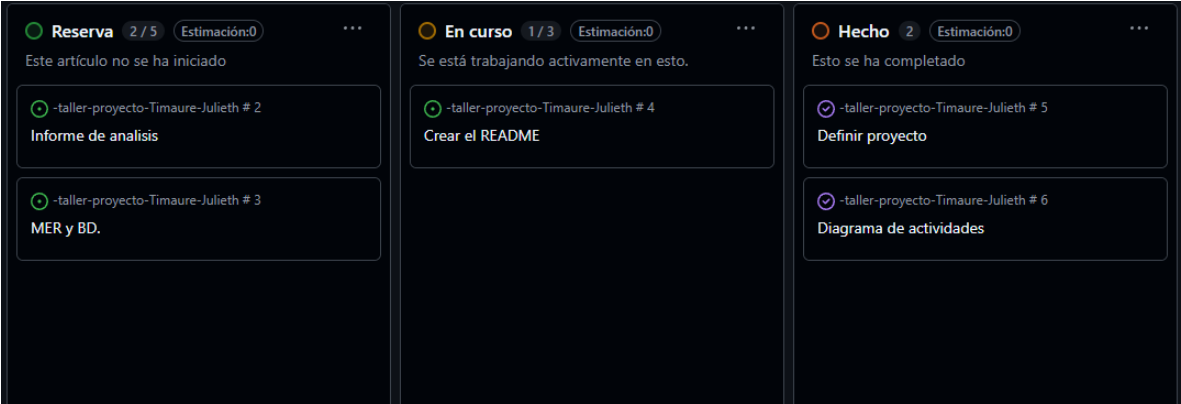 Reserva 2 / 5 Estimación:0 ...
Este artículo no se ha iniciado
-taller-proyecto-Timaure-Julieth # 2
Informe de analisis
-taller-proyecto-Timaure-Julieth # 3
MER y BD.
En curso 1 / 3 Estimación:0 ...
Se está trabajando activamente en esto.
-taller-proyecto-Timaure-Julieth # 4
Crear el README
Hecho 2 Estimación:0 ...
Esto se ha completado
-taller-proyecto-Timaure-Julieth # 5
Definir proyecto
-taller-proyecto-Timaure-Julieth # 6
Diagrama de actividades